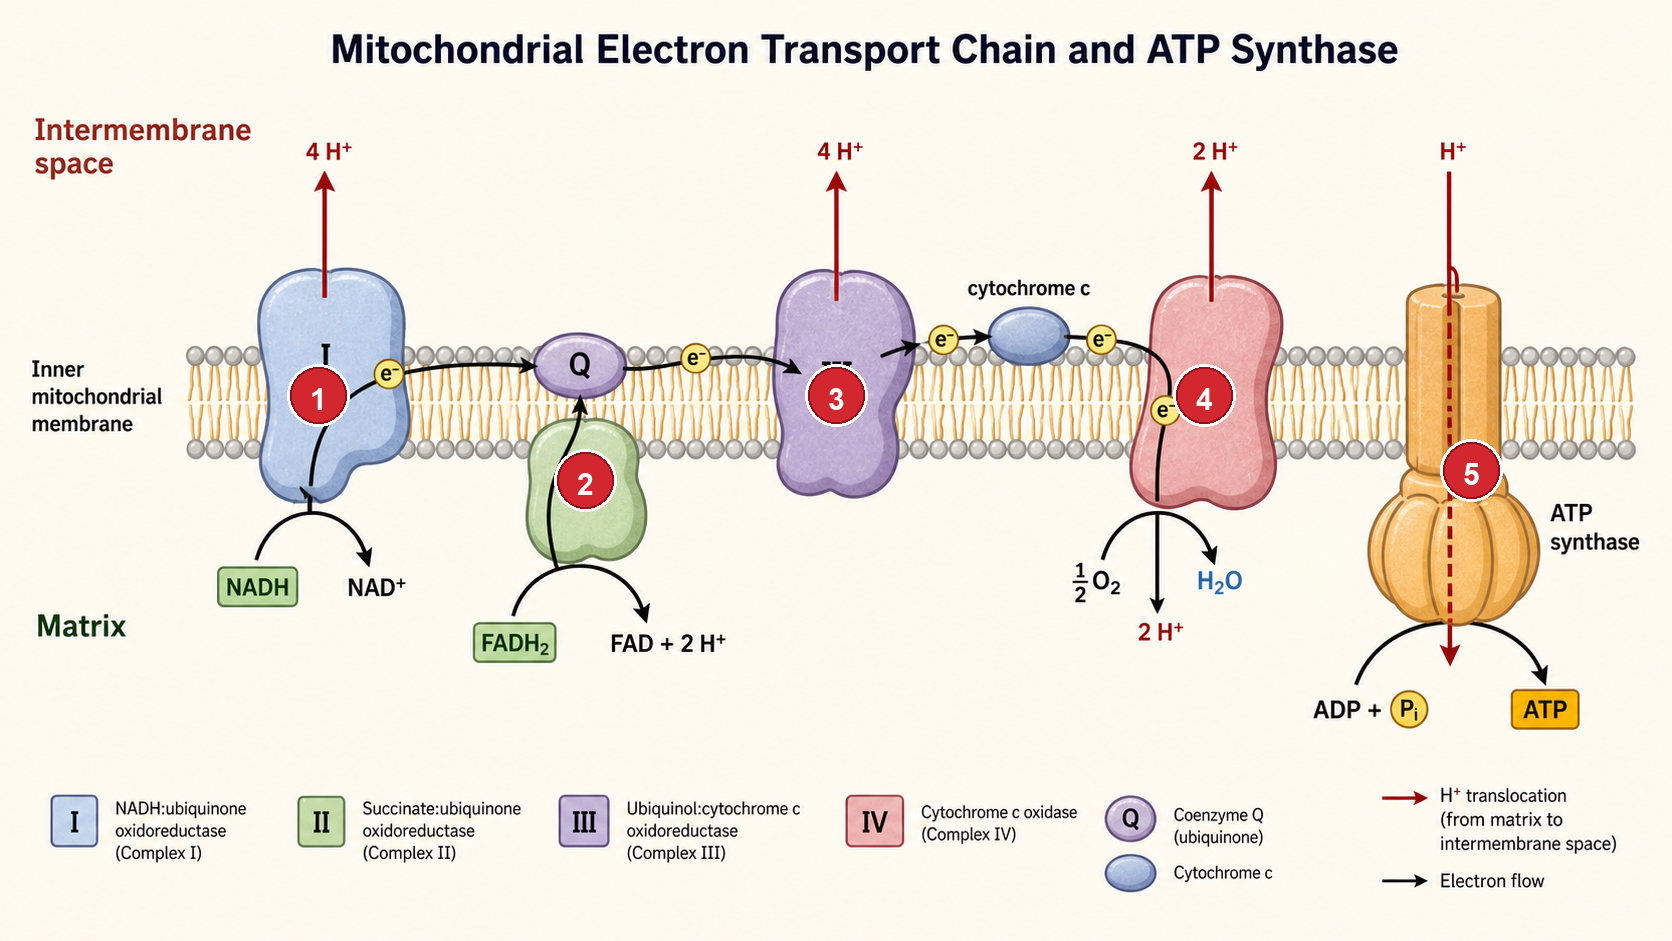 Mitochondrial Electron Transport Chain and ATP Synthase
Intermembrane
space
4 H⁺
4 H⁺
2 H⁺
H⁺
cytochrome c
Inner
mitochondrial
membrane
I
e⁻
Q
e⁻
e⁻
e⁻
e⁻
1
2
3
4
5
ATP
synthase
NADH
NAD⁺
FADH₂
FAD + 2 H⁺
½O₂
H₂O
2 H⁺
Matrix
ADP + Pᵢ
ATP
I
NADH:ubiquinone
oxidoreductase
(Complex I)
II
Succinate:ubiquinone
oxidoreductase
(Complex II)
III
Ubiquinol:cytochrome c
oxidoreductase
(Complex III)
IV
Cytochrome c oxidase
(Complex IV)
Q
Coenzyme Q
(ubiquinone)
Cytochrome c
H⁺ translocation
(from matrix to
intermembrane space)
Electron flow